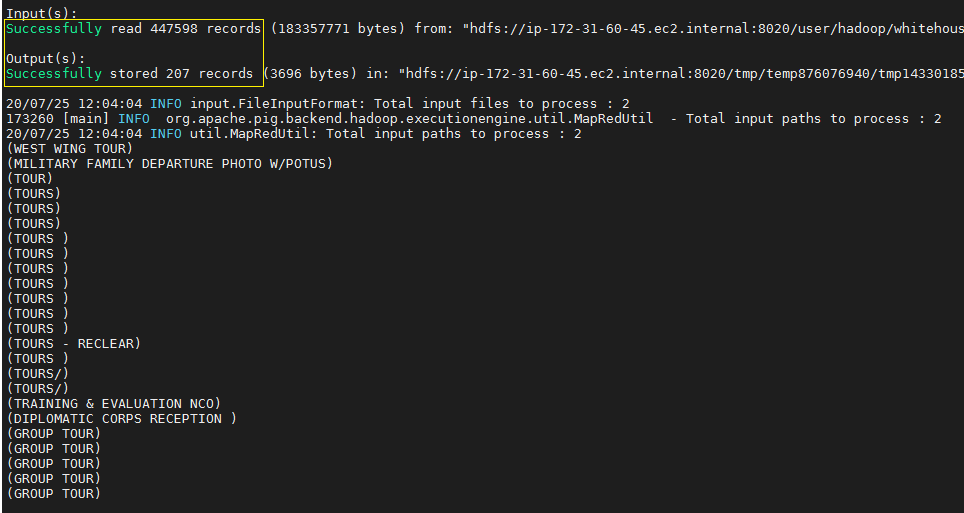 Input(s):
Successfully read 447598 records (183357771 bytes) from: "hdfs://ip-172-31-60-45.ec2.internal:8020/user/hadoop/whitehous
Output(s):
Successfully stored 207 records (3696 bytes) in: "hdfs://ip-172-31-60-45.ec2.internal:8020/tmp/temp876076940/tmp14330185
20/07/25 12:04:04 INFO input.FileInputFormat: Total input files to process : 2
173260 [main] INFO  org.apache.pig.backend.hadoop.executionengine.util.MapRedUtil  - Total input paths to process : 2
20/07/25 12:04:04 INFO util.MapRedUtil: Total input paths to process : 2
(WEST WING TOUR)
(MILITARY FAMILY DEPARTURE PHOTO W/POTUS)
(TOUR)
(TOURS)
(TOURS)
(TOURS)
(TOURS )
(TOURS )
(TOURS )
(TOURS )
(TOURS )
(TOURS )
(TOURS )
(TOURS - RECLEAR)
(TOURS )
(TOURS/)
(TOURS/)
(TRAINING & EVALUATION NCO)
(DIPLOMATIC CORPS RECEPTION )
(GROUP TOUR)
(GROUP TOUR)
(GROUP TOUR)
(GROUP TOUR)
(GROUP TOUR)